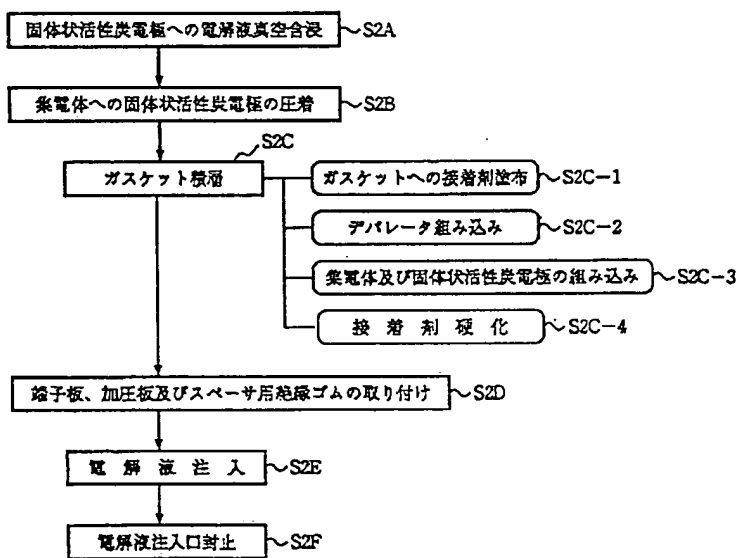 固体状活性炭電極への電解液真空含浸
S2A
集電体への固体状活性炭電極の圧着
S2B
S2C
ガスケット積層
ガスケットへの接着剤塗布
S2C-1
デパレータ組み込み
S2C-2
集電体及び固体状活性炭電極の組み込み
S2C-3
接着剤硬化
S2C-4
端子板、加圧板及びスペーサ用絶縁ゴムの取り付け
S2D
電解液注入
S2E
電解液注入口封止
S2F